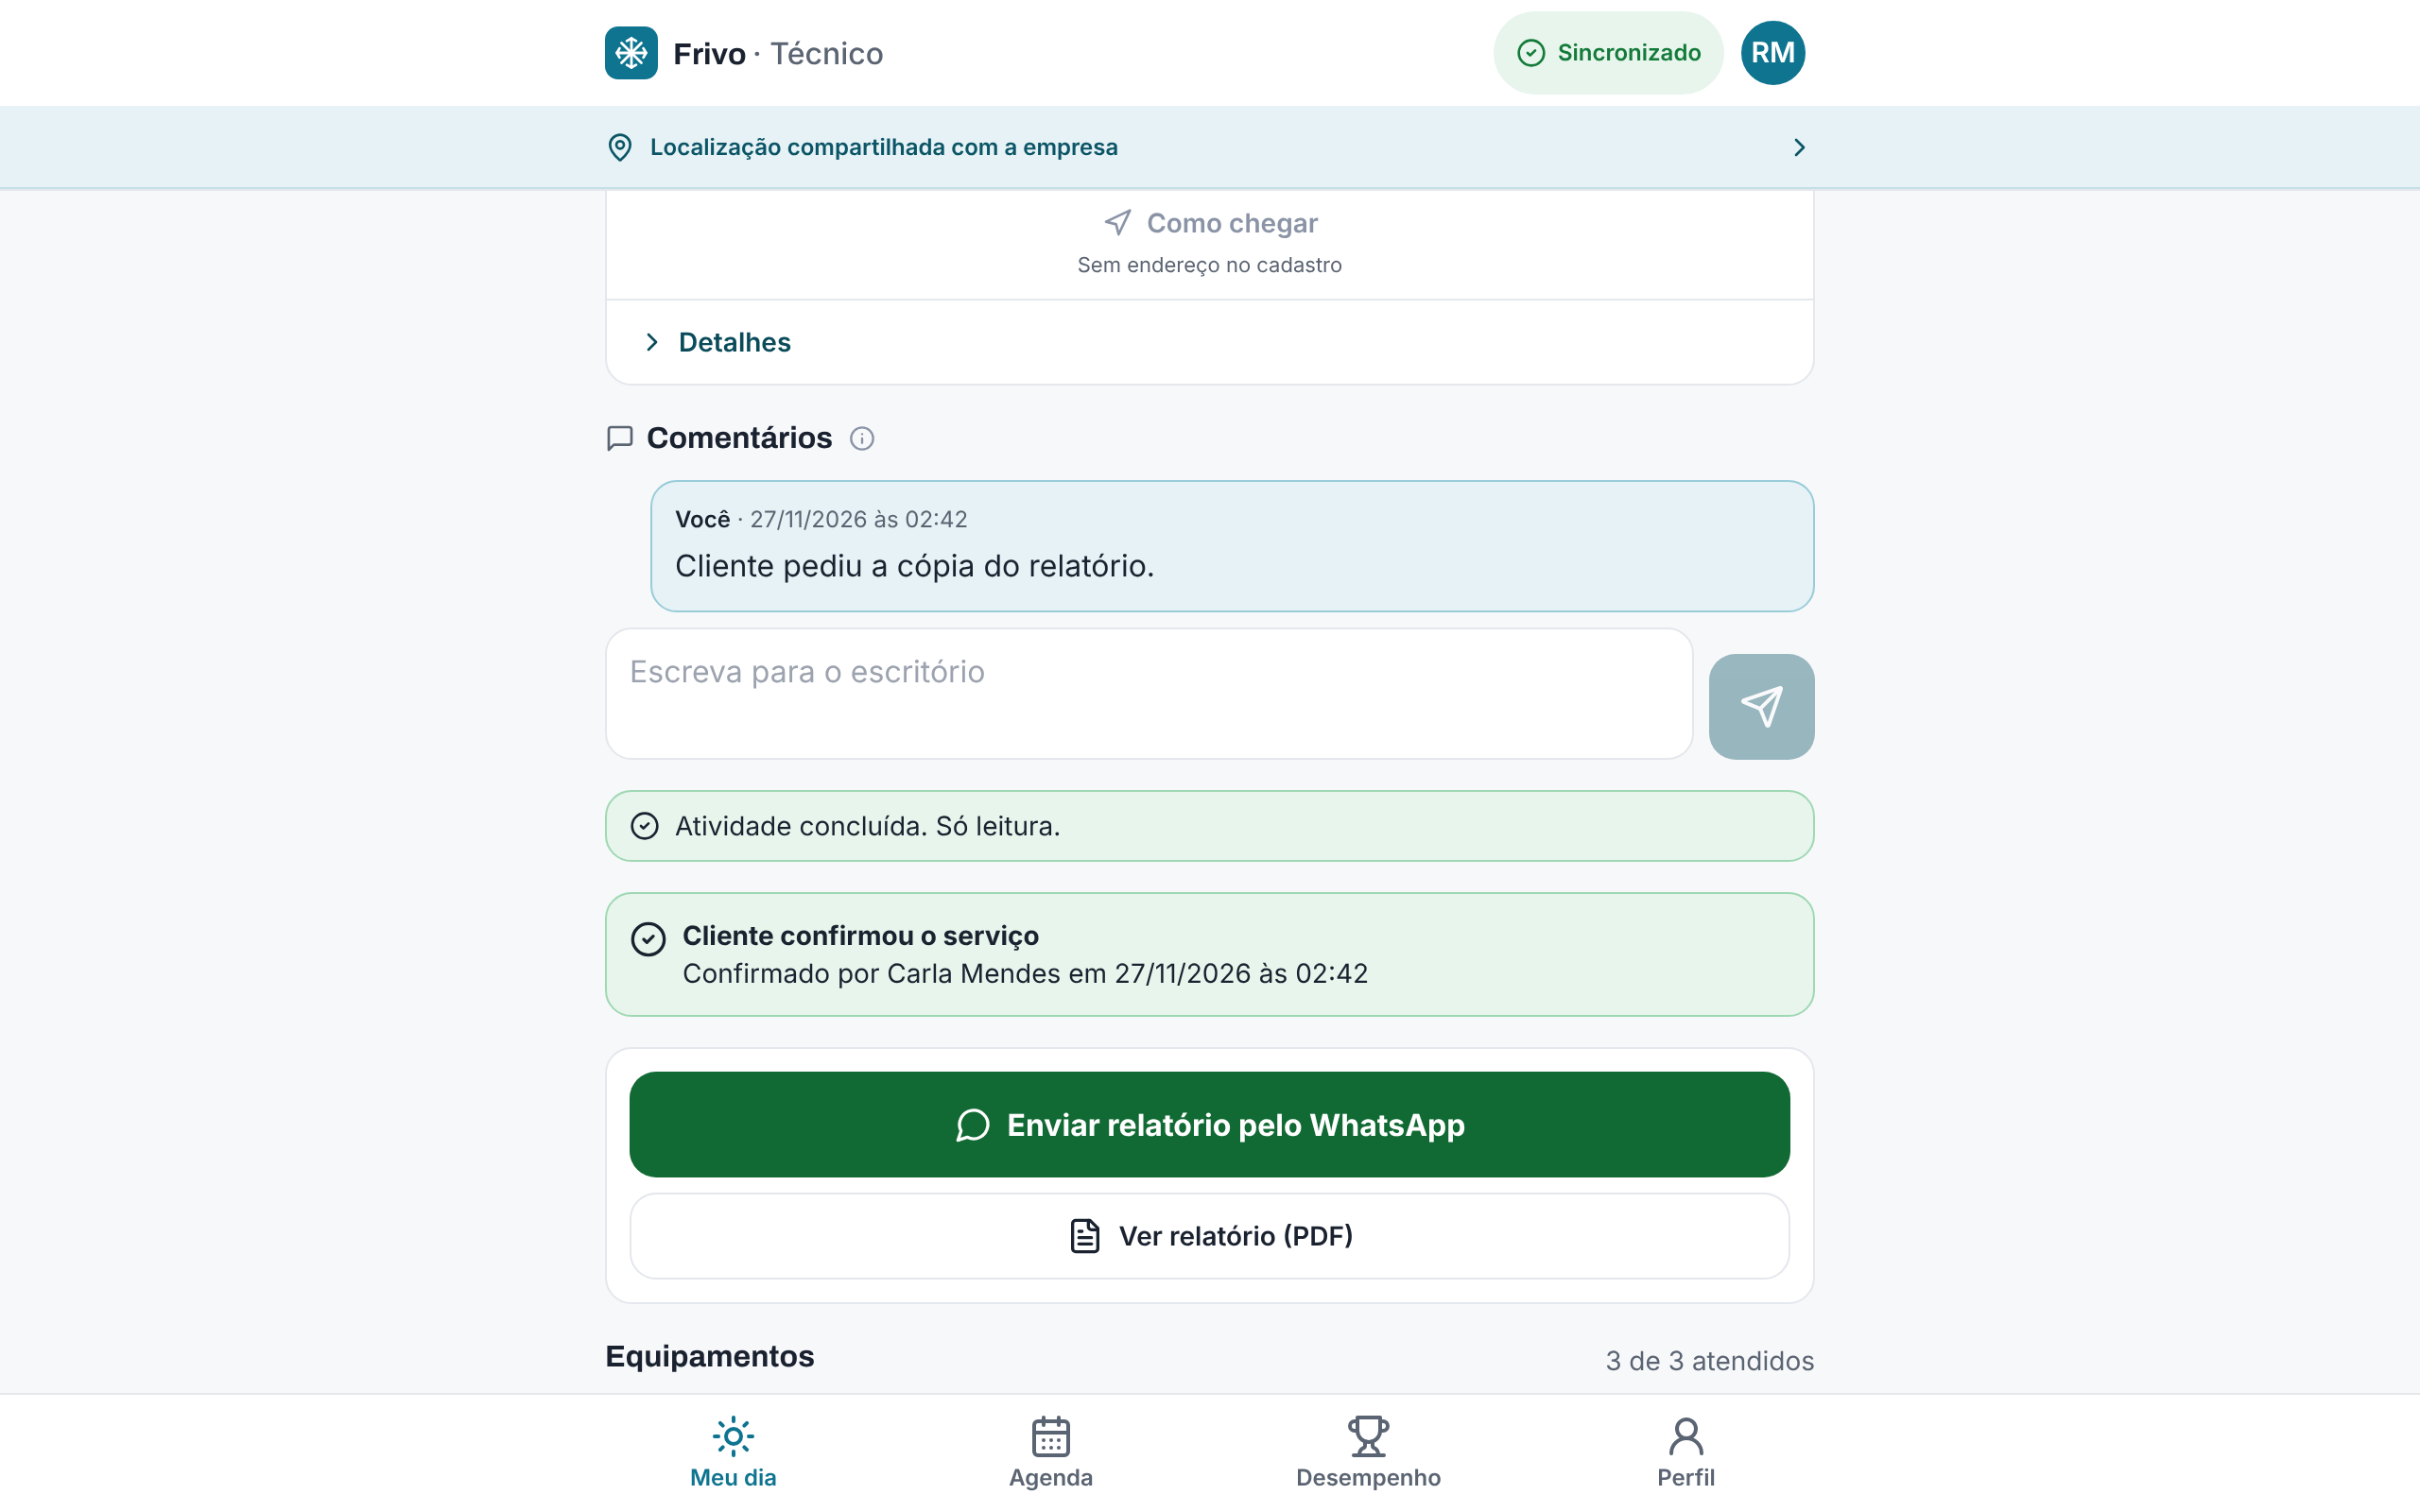 Frivo · Técnico
Sincronizado
RM
Localização compartilhada com a empresa
Como chegar
Sem endereço no cadastro
Detalhes
Comentários
Você · 27/11/2026 às 02:42
Cliente pediu a cópia do relatório.
Escreva para o escritório
Atividade concluída. Só leitura.
Cliente confirmou o serviço
Confirmado por Carla Mendes em 27/11/2026 às 02:42
Enviar relatório pelo WhatsApp
Ver relatório (PDF)
Equipamentos
3 de 3 atendidos
Meu dia
Agenda
Desempenho
Perfil